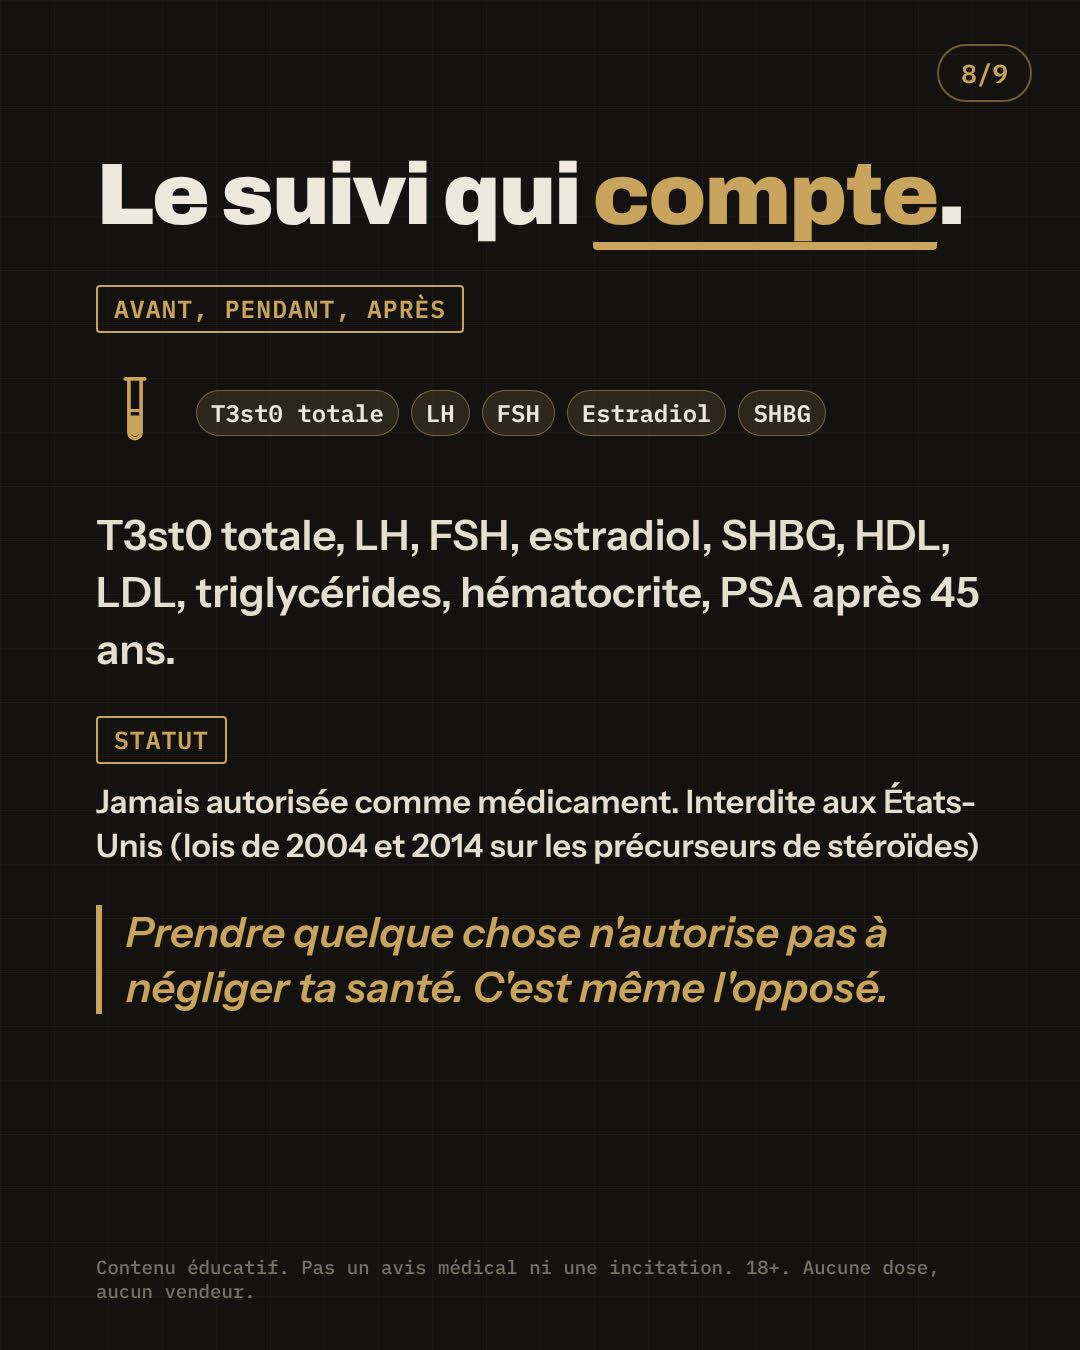 8/9
Le suivi qui compte.
AVANT, PENDANT, APRÈS
T3st0 totale LH FSH Estradiol SHBG
T3st0 totale, LH, FSH, estradiol, SHBG, HDL,
LDL, triglycérides, hématocrite, PSA après 45
ans.
STATUT
Jamais autorisée comme médicament. Interdite aux États-
Unis (lois de 2004 et 2014 sur les précurseurs de stéroïdes)
Prendre quelque chose n'autorise pas à
négliger ta santé. C'est même l'opposé.
Contenu éducatif. Pas un avis médical ni une incitation. 18+. Aucune dose,
aucun vendeur.